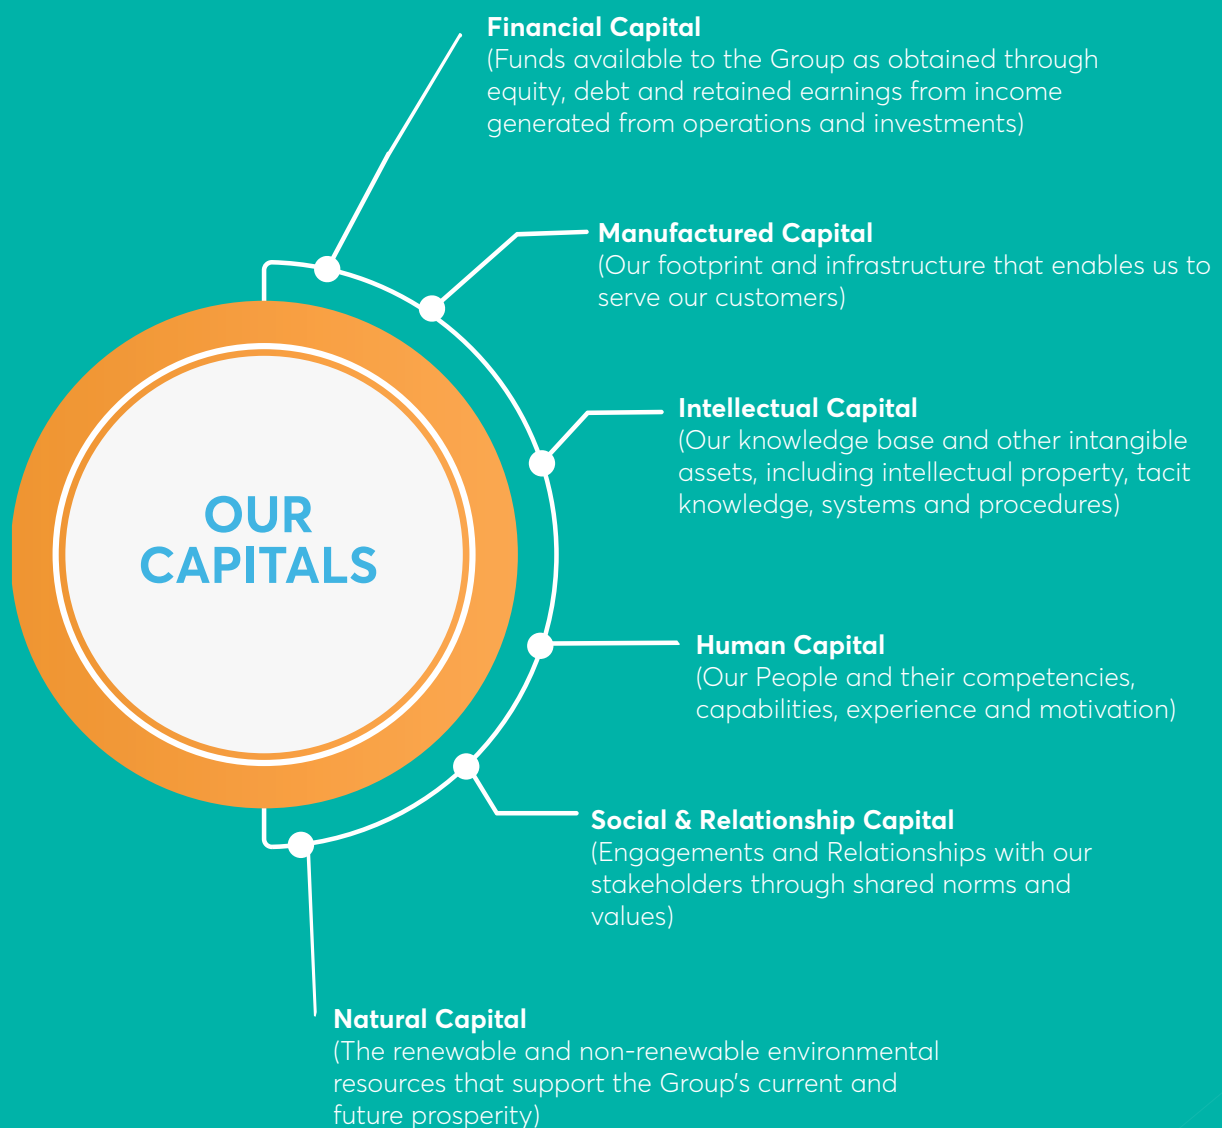 Financial Capital
(Funds available to the Group as obtained through
equity, debt and retained earnings from income
generated from operations and investments)
Manufactured Capital
(Our footprint and infrastructure that enables us to
serve our customers)
Intellectual Capital
(Our knowledge base and other intangible
assets, including intellectual property, tacit
knowledge, systems and procedures)
OUR
CAPITALS
Human Capital
(Our People and their competencies,
capabilities, experience and motivation)
Social & Relationship Capital
(Engagements and Relationships with our
stakeholders through shared norms and
values)
Natural Capital
(The renewable and non-renewable environmental
resources that support the Group's current and
future prosperity)